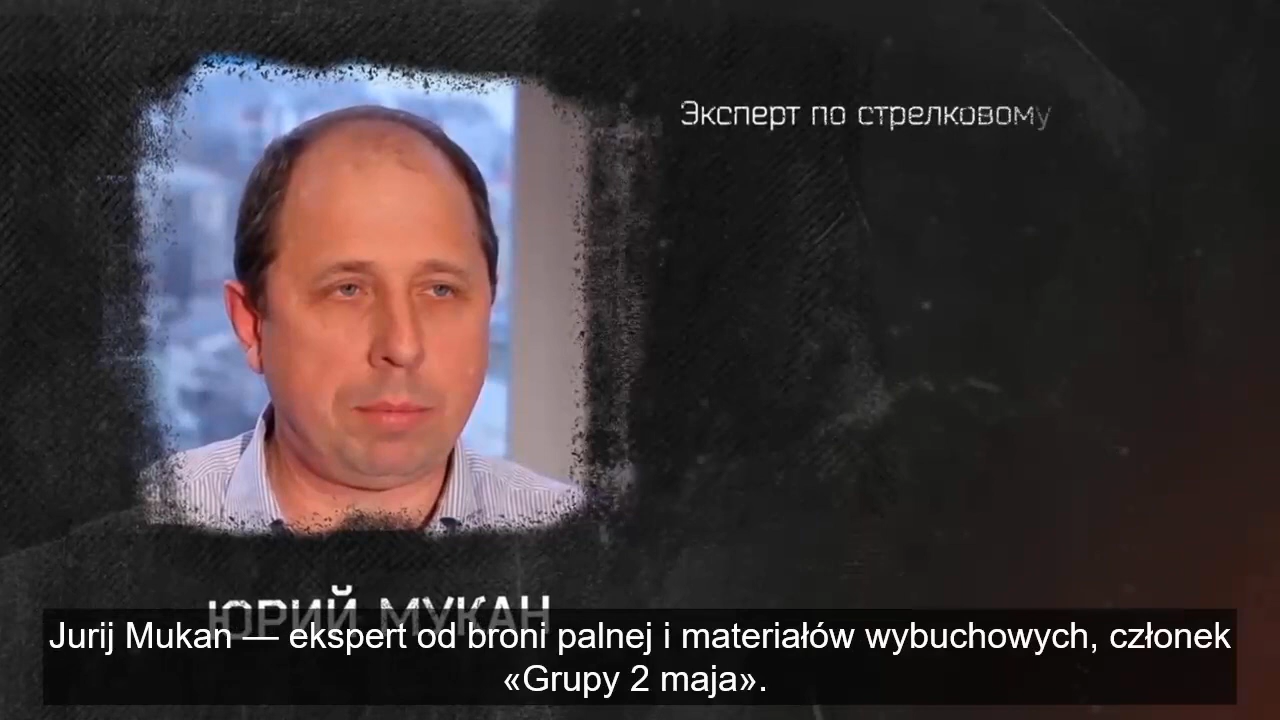 Эксперт по стрелковому
ЮРИЙ МУКАН
Jurij Mukan — ekspert od broni palnej i materiałów wybuchowych, członek
«Grupy 2 maja».